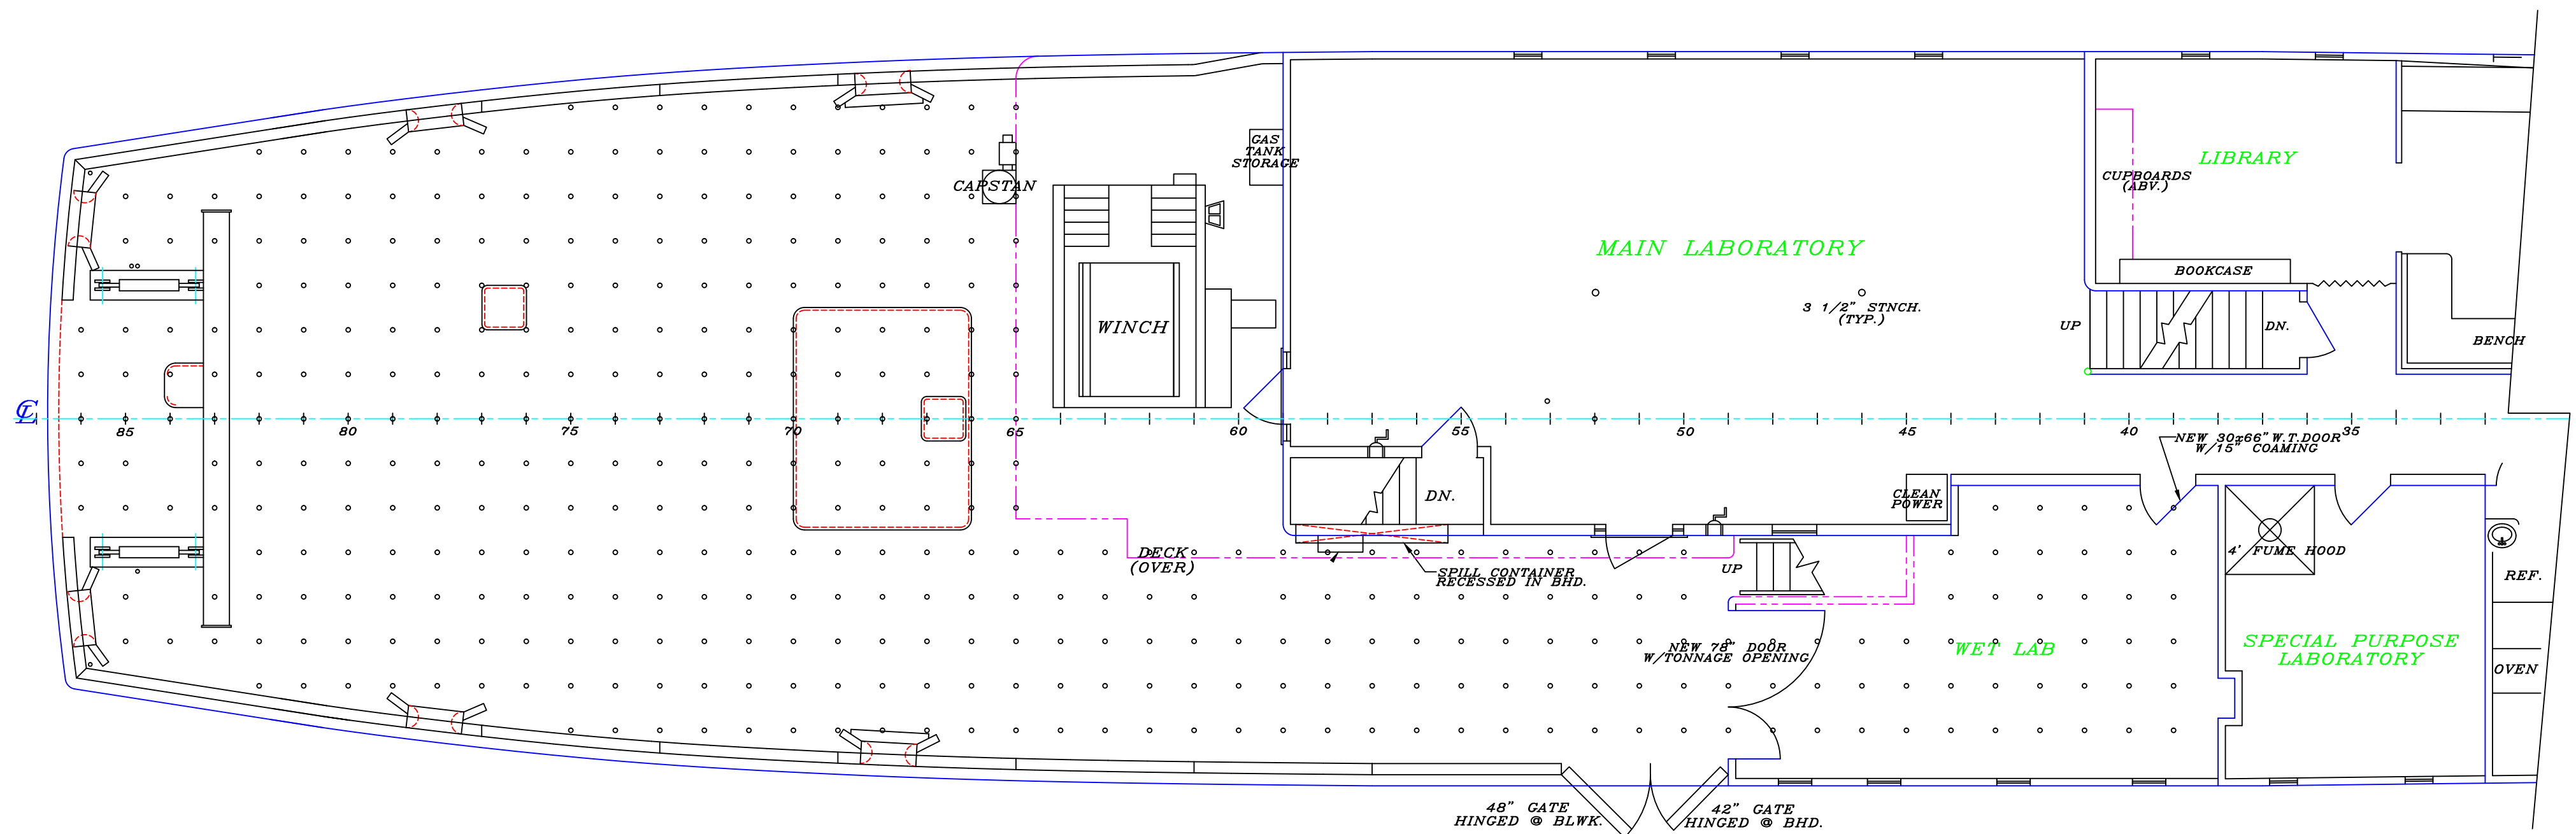 GAS
TANK
STORAGE
CAPSTAN
WINCH
MAIN LABORATORY
3 1/2" STNCH.
(TYP.)
LIBRARY
CUPBOARDS
(ABV.)
BOOKCASE
UP
DN.
BENCH
CL
85
80
75
70
65
60
55
50
45
40
35
NEW 30x66" W.T.DOOR
W/15" COAMING
DN.
CLEAN
POWER
DECK
(OVER)
SPILL CONTAINER
RECESSED IN BHD.
UP
4' FUME HOOD
REF.
NEW 78" DOOR
W/TONNAGE OPENING
WET LAB
SPECIAL PURPOSE
LABORATORY
OVEN
48" GATE
HINGED @ BLWK.
42" GATE
HINGED @ BHD.